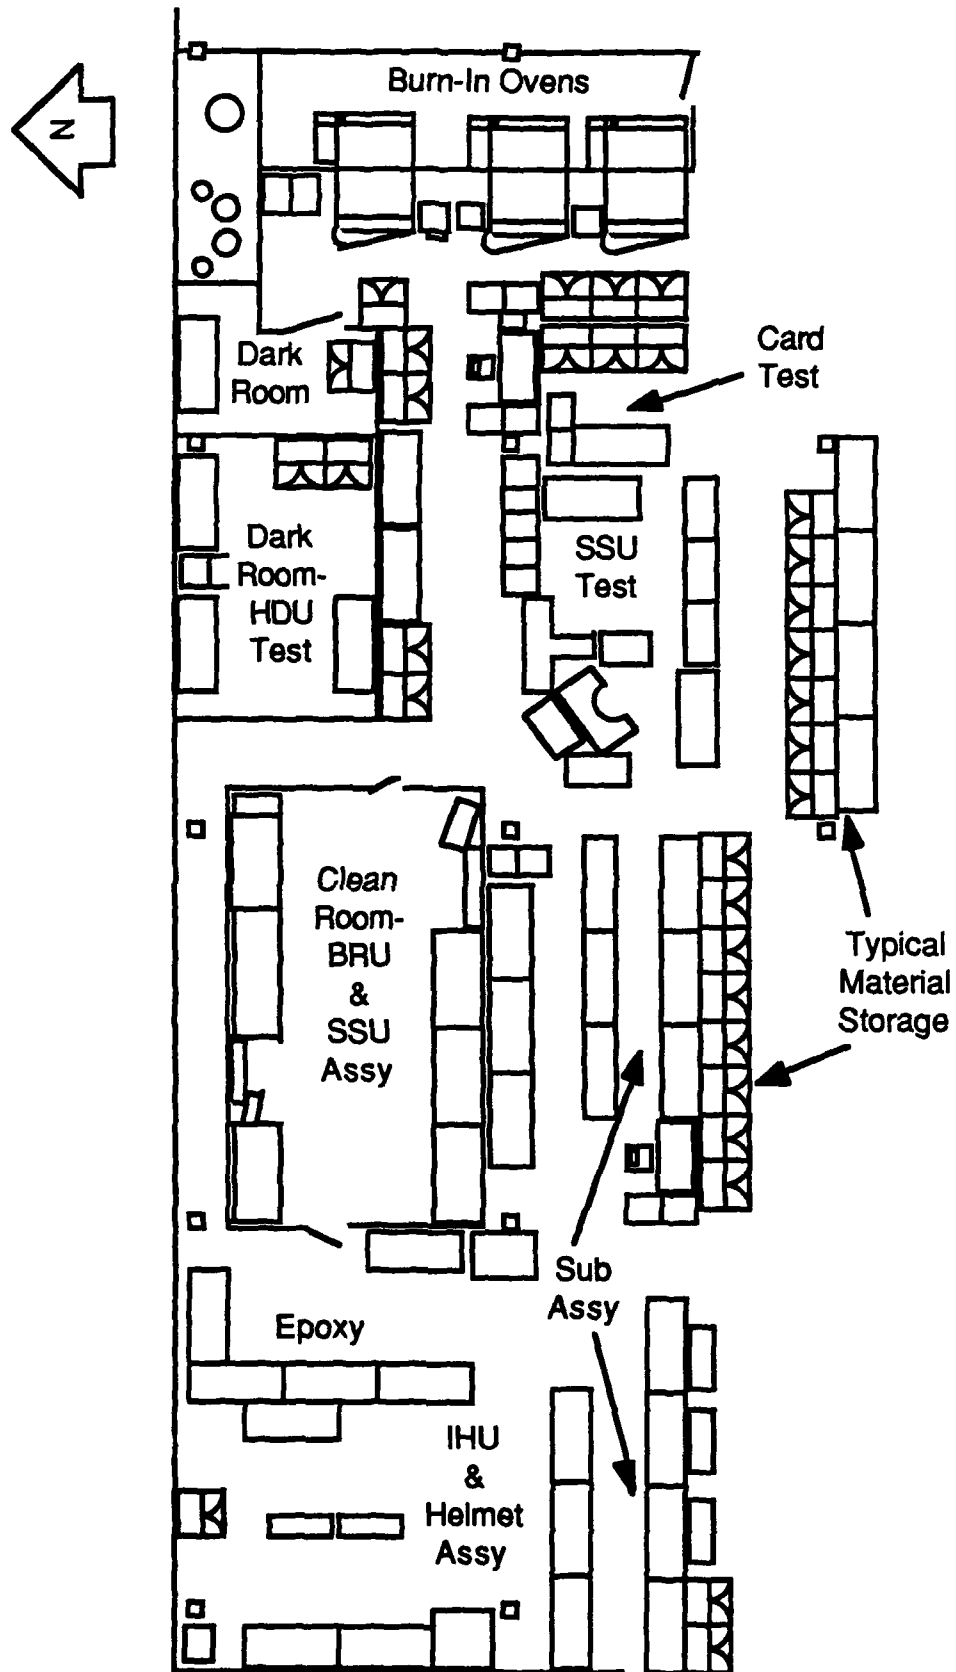 Burn-In Ovens
N
Card
Test
Dark
Room
Dark
Room-
HDU
Test
SSU
Test
Clean
Room-
BRU
&
SSU
Assy
Typical
Material
Storage
Sub
Assy
Epoxy
IHU
&
Helmet
Assy